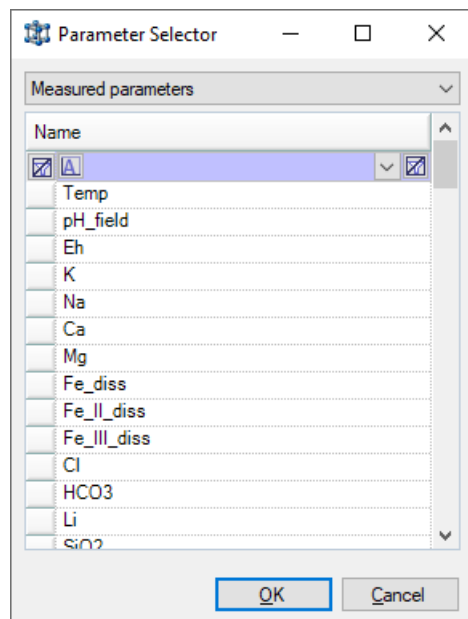 Parameter Selector
Measured parameters
Name
A
Temp
pH_field
Eh
K
Na
Ca
Mg
Fe_diss
Fe_II_diss
Fe_III_diss
Cl
HCO3
Li
SiO2
OK
Cancel